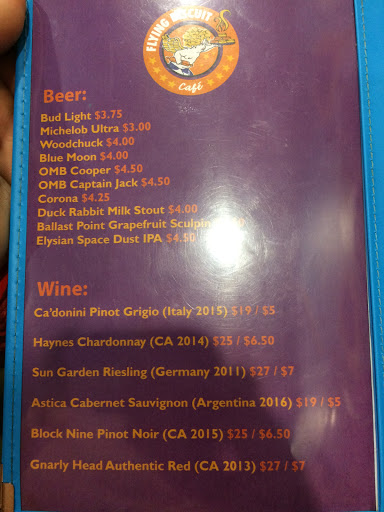 FLYING BISCUIT
Café
Beer:
Bud Light $3.75
Michelob Ultra $3.00
Woodchuck $4.00
Blue Moon $4.00
OMB Cooper $4.50
OMB Captain Jack $4.50
Corona $4.25
Duck Rabbit Milk Stout $4.00
Ballast Point Grapefruit Sculpin
Elysian Space Dust IPA $4.50
Wine:
Ca'donini Pinot Grigio (Italy 2015) $19 / $5
Haynes Chardonnay (CA 2014) $25 / $6.50
Sun Garden Riesling (Germany 2011) $27 / $7
Astica Cabernet Sauvignon (Argentina 2016) $19 / $5
Block Nine Pinot Noir (CA 2015) $25 / $6.50
Gnarly Head Authentic Red (CA 2013) $27 / $7